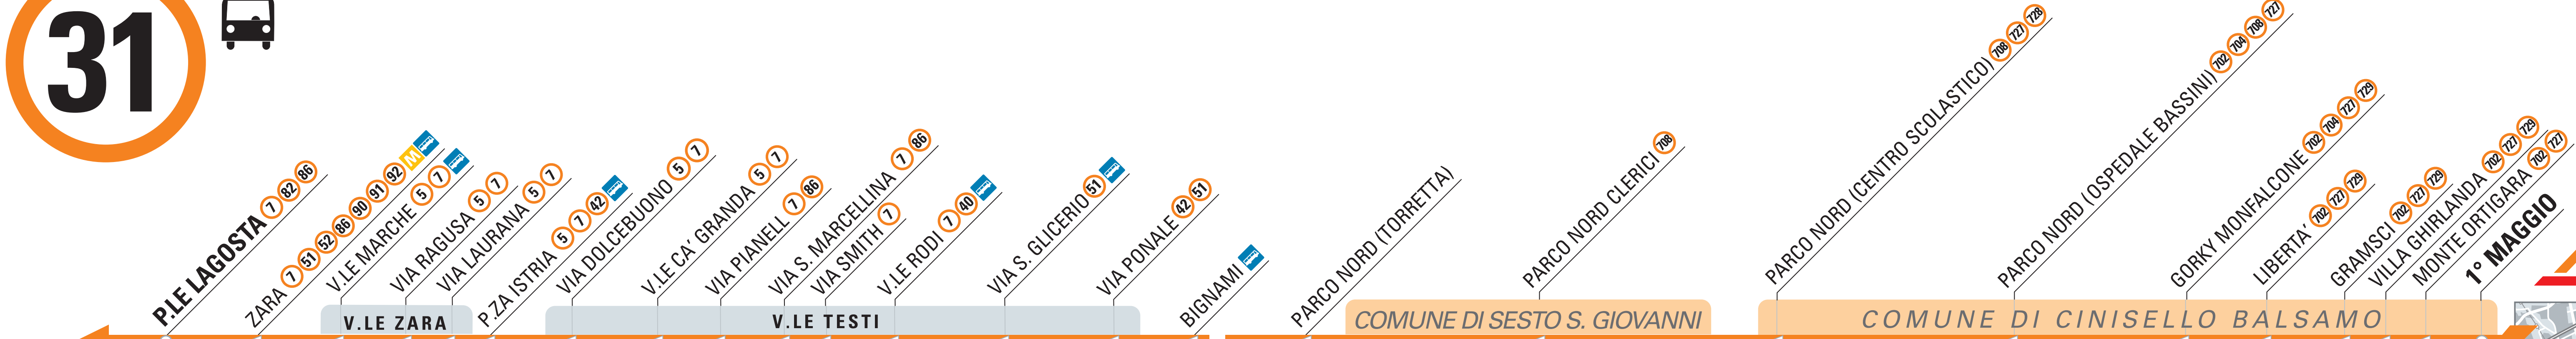 31
P.LE LAGOSTA 7 82 86
ZARA 7 51 52 86 90 91 92 M
V.LE MARCHE 5 7
VIA RAGUSA 5 7
VIA LAURANA 5 7
P.ZA ISTRIA 5 7 42
VIA DOLCEBUONO 5 7
V.LE CA' GRANDA 5 7
VIA PIANELL 7 86
VIA S. MARCELLINA 7 86
VIA SMITH 7
V.LE RODI 7 40
VIA S. GLICERIO 51
VIA PONALE 42 51
BIGNAMI
PARCO NORD (TORRETTA)
PARCO NORD CLERICI 708
PARCO NORD (CENTRO SCOLASTICO) 708 727 728
PARCO NORD (OSPEDALE BASSINI) 702 704 708 727
GORKY MONFALCONE 702 704 727 729
LIBERTA' 702 727 729
GRAMSCI 702 727 729
VILLA GHIRLANDA 702 727 729
MONTE ORTIGARA 702 727
1° MAGGIO
V.LE ZARA
V.LE TESTI
COMUNE DI SESTO S. GIOVANNI
COMUNE DI CINISELLO BALSAMO